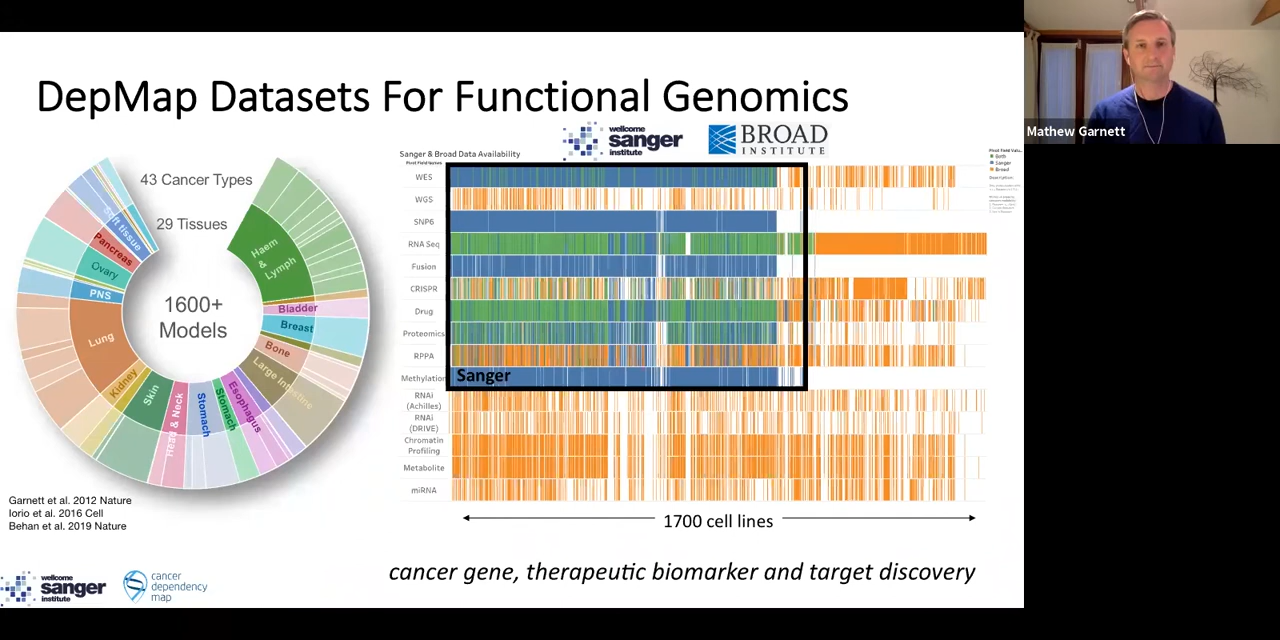 DepMap Datasets For Functional Genomics
Mathew Garnett
wellcome
sanger
institute
BROAD
INSTITUTE
43 Cancer Types
29 Tissues
1600+
Models
Haem
&
Lymph
Bladder
Breast
Bone
Large Intestine
Esophagus
Stomach
Stomach
Head & Neck
Skin
Kidney
Lung
PNS
Ovary
Pancreas
Soft tissue
Sanger & Broad Data Availability
WES
WGS
SNP6
RNA Seq
Fusion
CRISPR
Drug
Proteomics
RPPA
Methylation
Sanger
RNAi
(Achilles)
RNAi
(DRIVE)
Chromatin
Profiling
Metabolite
miRNA
Both
Sanger
Broad
1700 cell lines
Garnett et al. 2012 Nature
Iorio et al. 2016 Cell
Behan et al. 2019 Nature
cancer gene, therapeutic biomarker and target discovery
wellcome
sanger
institute
cancer
dependency
map